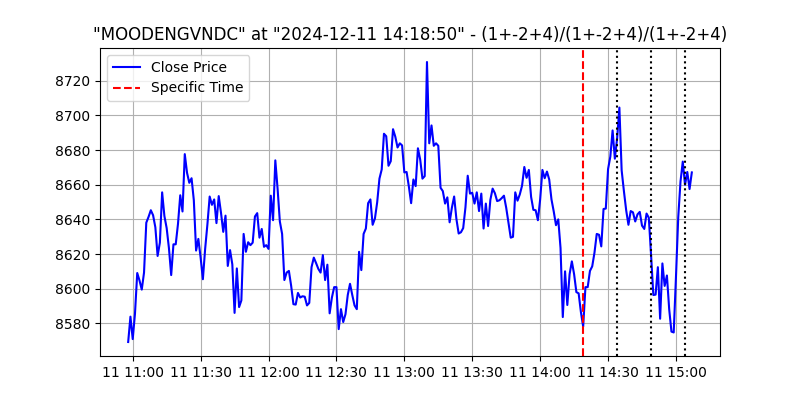 "MOODENGVNDC" at "2024-12-11 14:18:50" - (1+-2+4)/(1+-2+4)/(1+-2+4)
Close Price
Specific Time
8720
8700
8680
8660
8640
8620
8600
8580
11 11:00 11 11:30 11 12:00 11 12:30 11 13:00 11 13:30 11 14:00 11 14:30 11 15:00